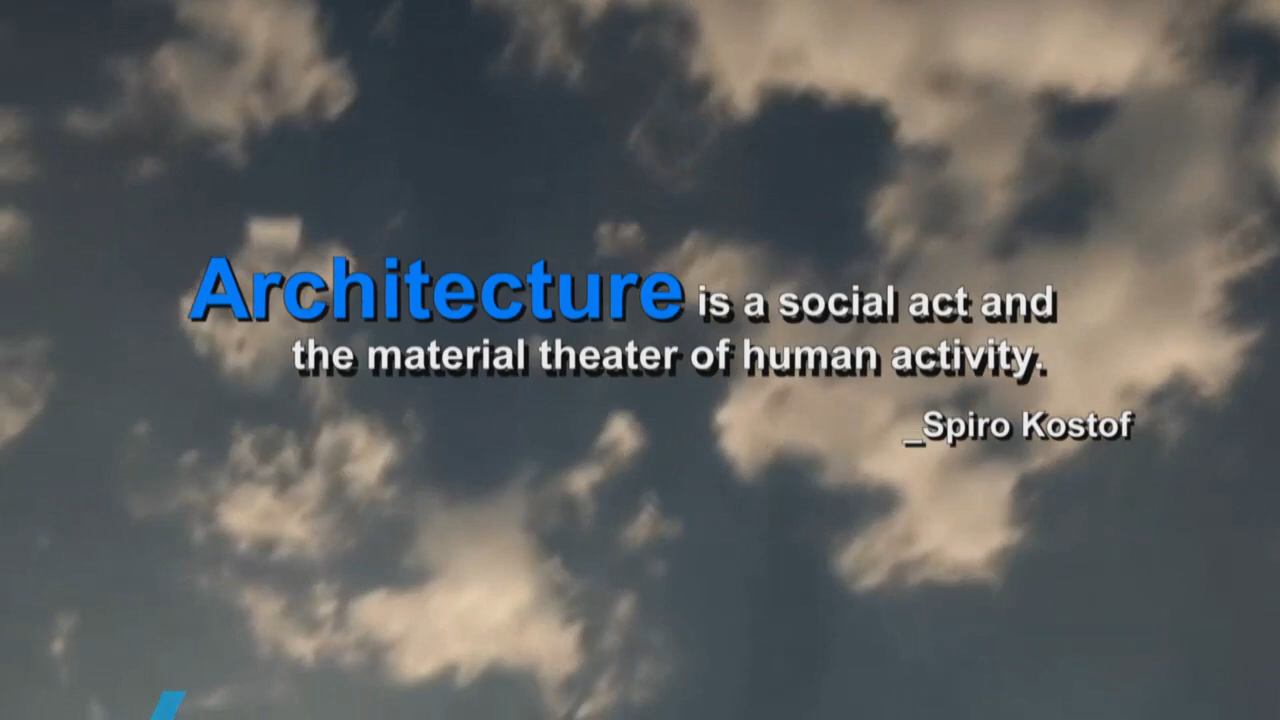 Architecture is a social act and
the material theater of human activity.
_Spiro Kostof